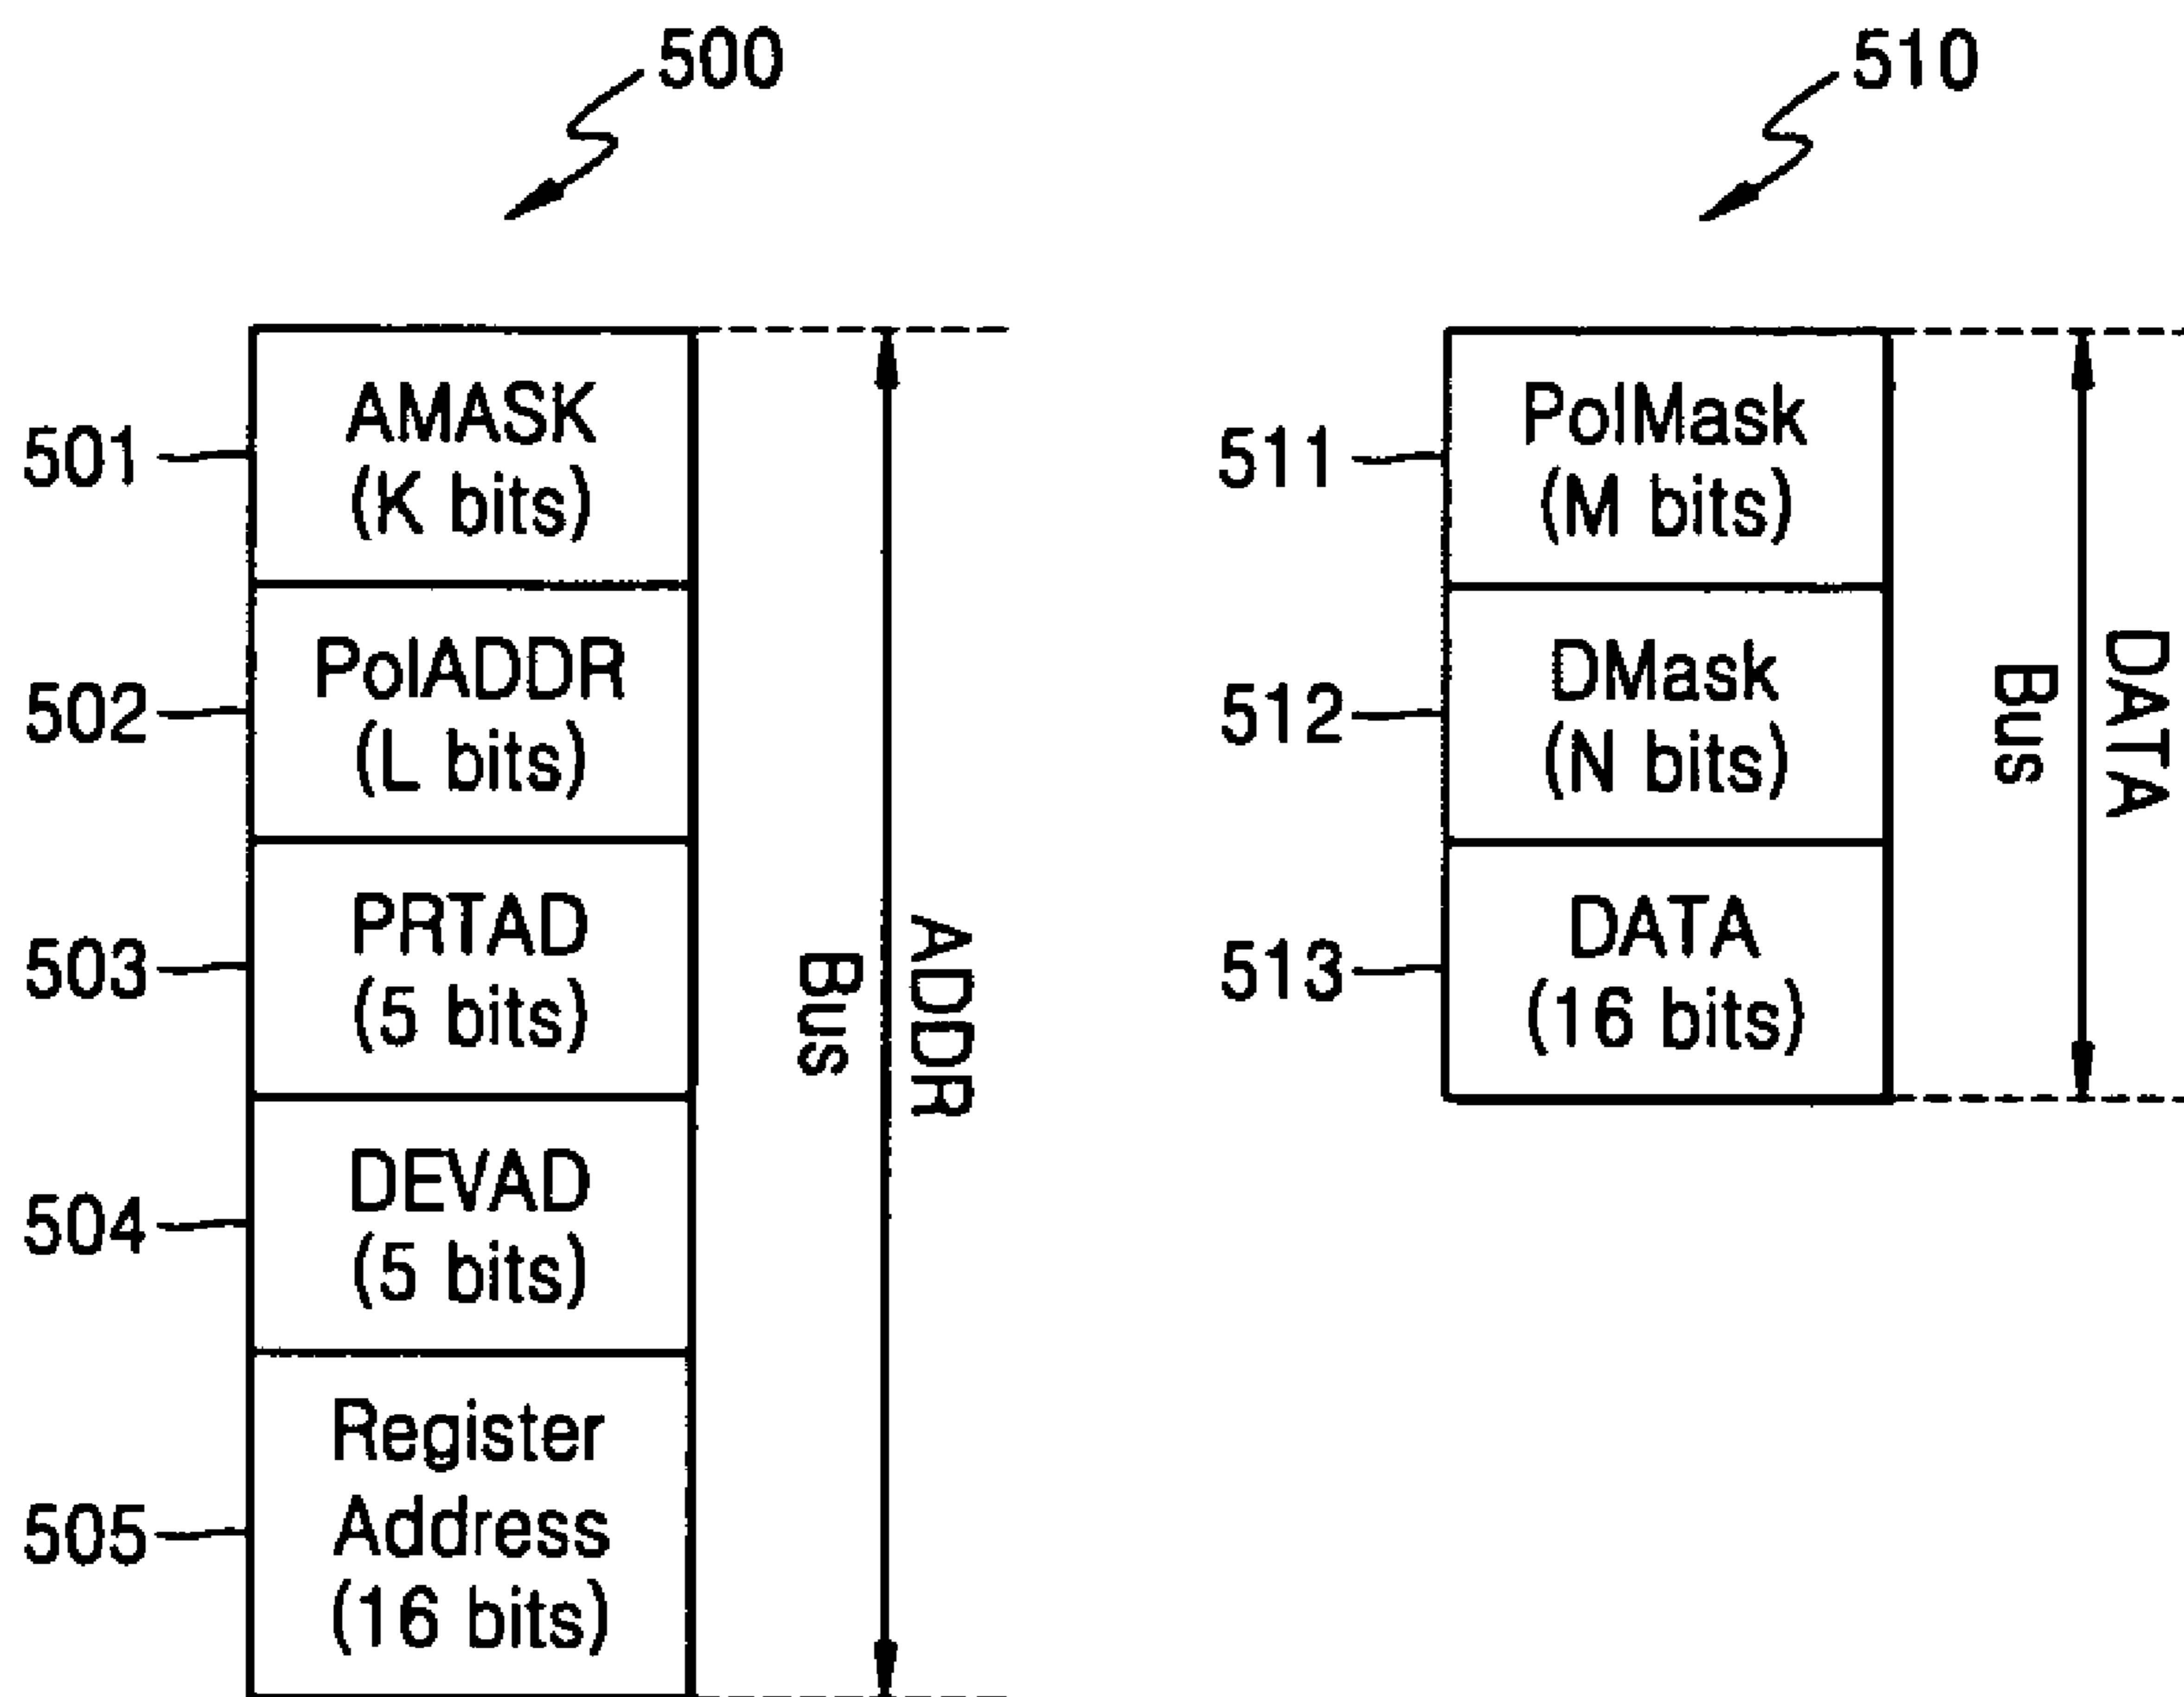 500
501
AMASK
(K bits)
502
PolADDR
(L bits)
503
PRTAD
(5 bits)
504
DEVAD
(5 bits)
505
Register
Address
(16 bits)
ADDR
Bus
510
511
PolMask
(M bits)
512
DMask
(N bits)
513
DATA
(16 bits)
DATA
Bus